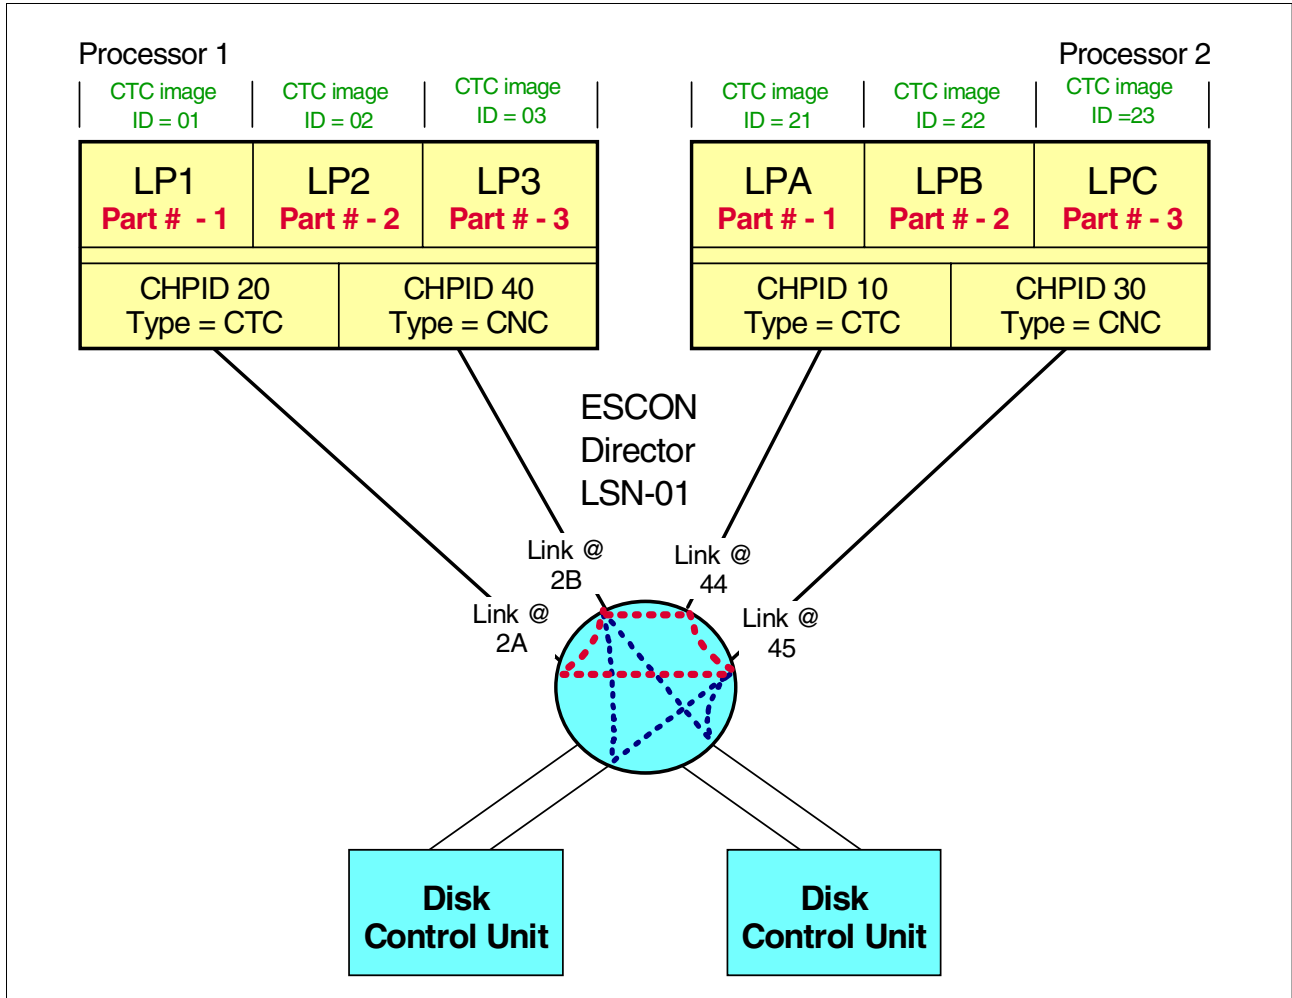 Processor 1
Processor 2
CTC image
ID = 01
CTC image
ID = 02
CTC image
ID = 03
CTC image
ID = 21
CTC image
ID = 22
CTC image
ID =23
LP1
Part # - 1
LP2
Part # - 2
LP3
Part # - 3
LPA
Part # - 1
LPB
Part # - 2
LPC
Part # - 3
CHPID 20
Type = CTC
CHPID 40
Type = CNC
CHPID 10
Type = CTC
CHPID 30
Type = CNC
ESCON
Director
LSN-01
Link @
2B
Link @
44
Link @
2A
Link @
45
Disk
Control Unit
Disk
Control Unit